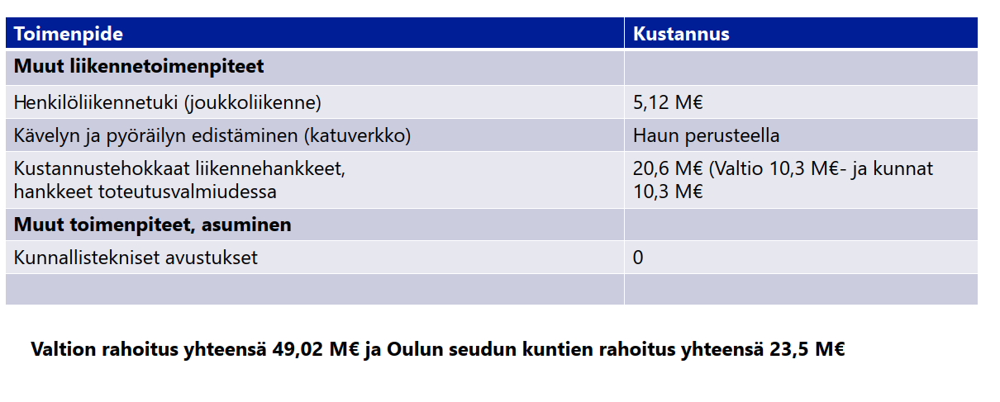 Toimenpide Kustannus
Muut liikennetoimenpiteet
Henkilöliikennetuki (joukkoliikenne) 5,12 M€
Kävelyn ja pyöräilyn edistäminen (katuverkko) Haun perusteella
Kustannustehokkaat liikennehankkeet, 20,6 M€ (Valtio 10,3 M€- ja kunnat
hankkeet toteutusvalmiudessa 10,3 M€
Muut toimenpiteet, asuminen
Kunnallistekniset avustukset 0
Valtion rahoitus yhteensä 49,02 M€ ja Oulun seudun kuntien rahoitus yhteensä 23,5 M€